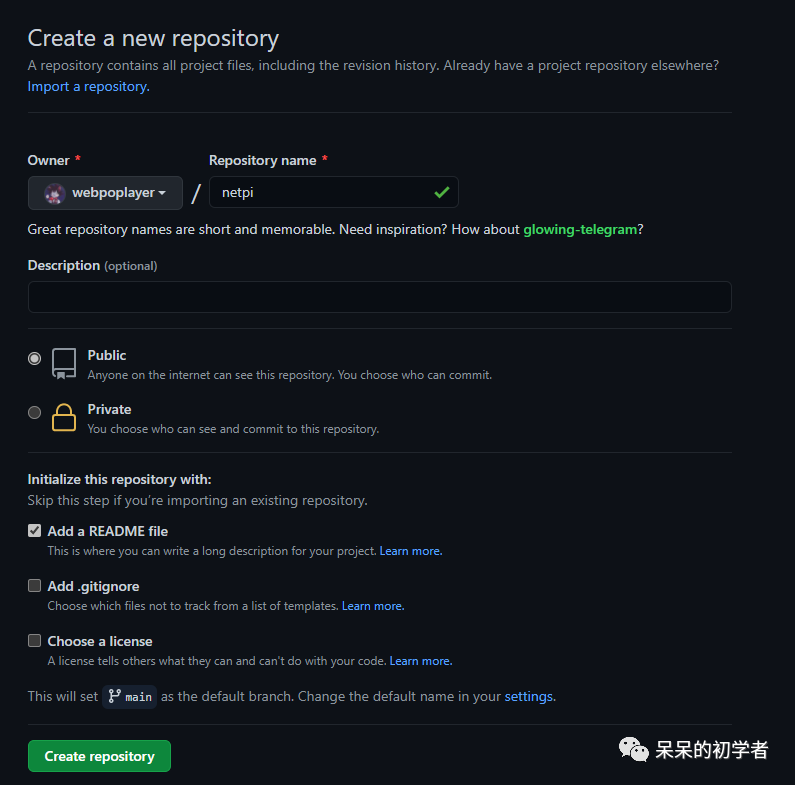 Create a new repository
A repository contains all project files, including the revision history. Already have a project repository elsewhere?
Import a repository.
Owner * Repository name *
webpoplayer / netpi
Great repository names are short and memorable. Need inspiration? How about glowing-telegram?
Description (optional)
Public
Anyone on the internet can see this repository. You choose who can commit.
Private
You choose who can see and commit to this repository.
Initialize this repository with:
Skip this step if you're importing an existing repository.
Add a README file
This is where you can write a long description for your project. Learn more.
Add .gitignore
Choose which files not to track from a list of templates. Learn more.
Choose a license
A license tells others what they can and can't do with your code. Learn more.
This will set main as the default branch. Change the default name in your settings.
Create repository
呆呆的初学者